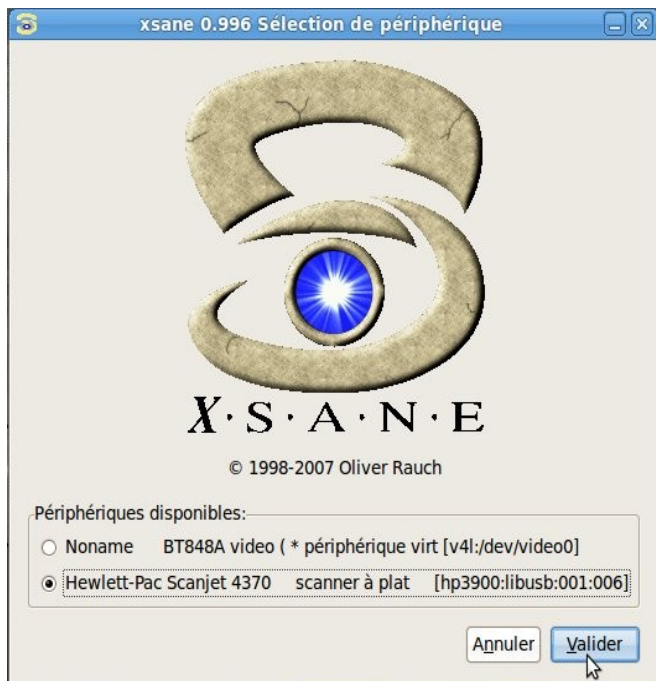 xsane 0.996 Sélection de périphérique
X·S·A·N·E
© 1998-2007 Oliver Rauch
Périphériques disponibles:
Noname BT848A video ( * périphérique virt [v4l:/dev/video0]
Hewlett-Pac Scanjet 4370 scanner à plat [hp3900:libusb:001:006]
Annuler Valider